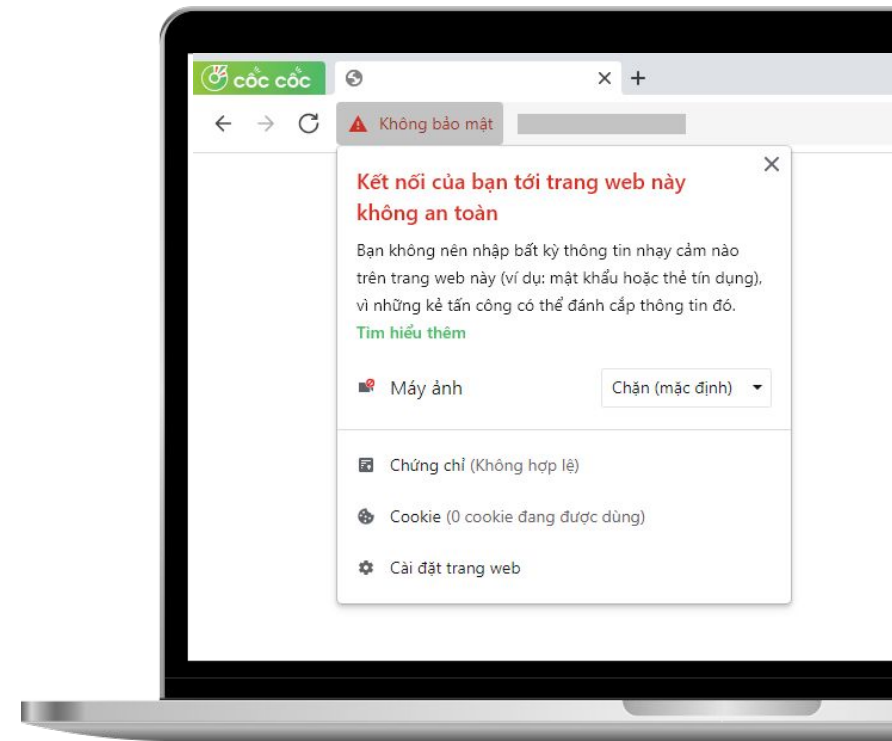 cốc cốc
Không bảo mật
Kết nối của bạn tới trang web này
không an toàn
Bạn không nên nhập bất kỳ thông tin nhạy cảm nào
trên trang web này (ví dụ: mật khẩu hoặc thẻ tín dụng),
vì những kẻ tấn công có thể đánh cắp thông tin đó.
Tìm hiểu thêm
Máy ảnh Chặn (mặc định)
Chứng chỉ (Không hợp lệ)
Cookie (0 cookie đang được dùng)
Cài đặt trang web